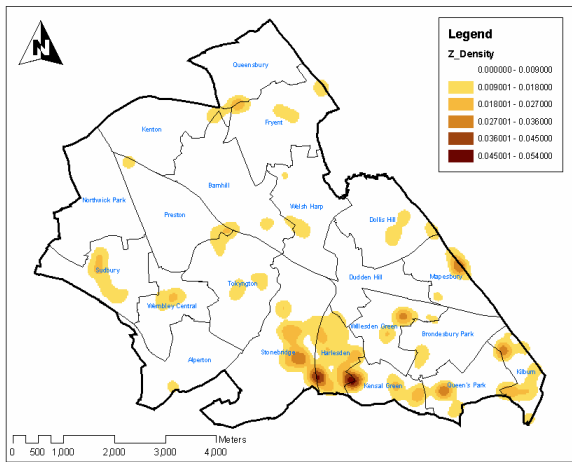 N
Legend
Z_Density
0.000000 - 0.009000
0.009001 - 0.018000
0.018001 - 0.027000
0.027001 - 0.036000
0.036001 - 0.045000
0.045001 - 0.054000
Queensbury
Fryent
Kenton
Barnhill
Northwick Park
Preston
Welsh Harp
Dollis Hill
Sudbury
Tokyngton
Dudden Hill
Mapesbury
Wembley Central
Willesden Green
Brondesbury Park
Alperton
Stonebridge
Harlesden
Kilburn
Kensal Green
Queen's Park
Meters
0 500 1,000 2,000 3,000 4,000